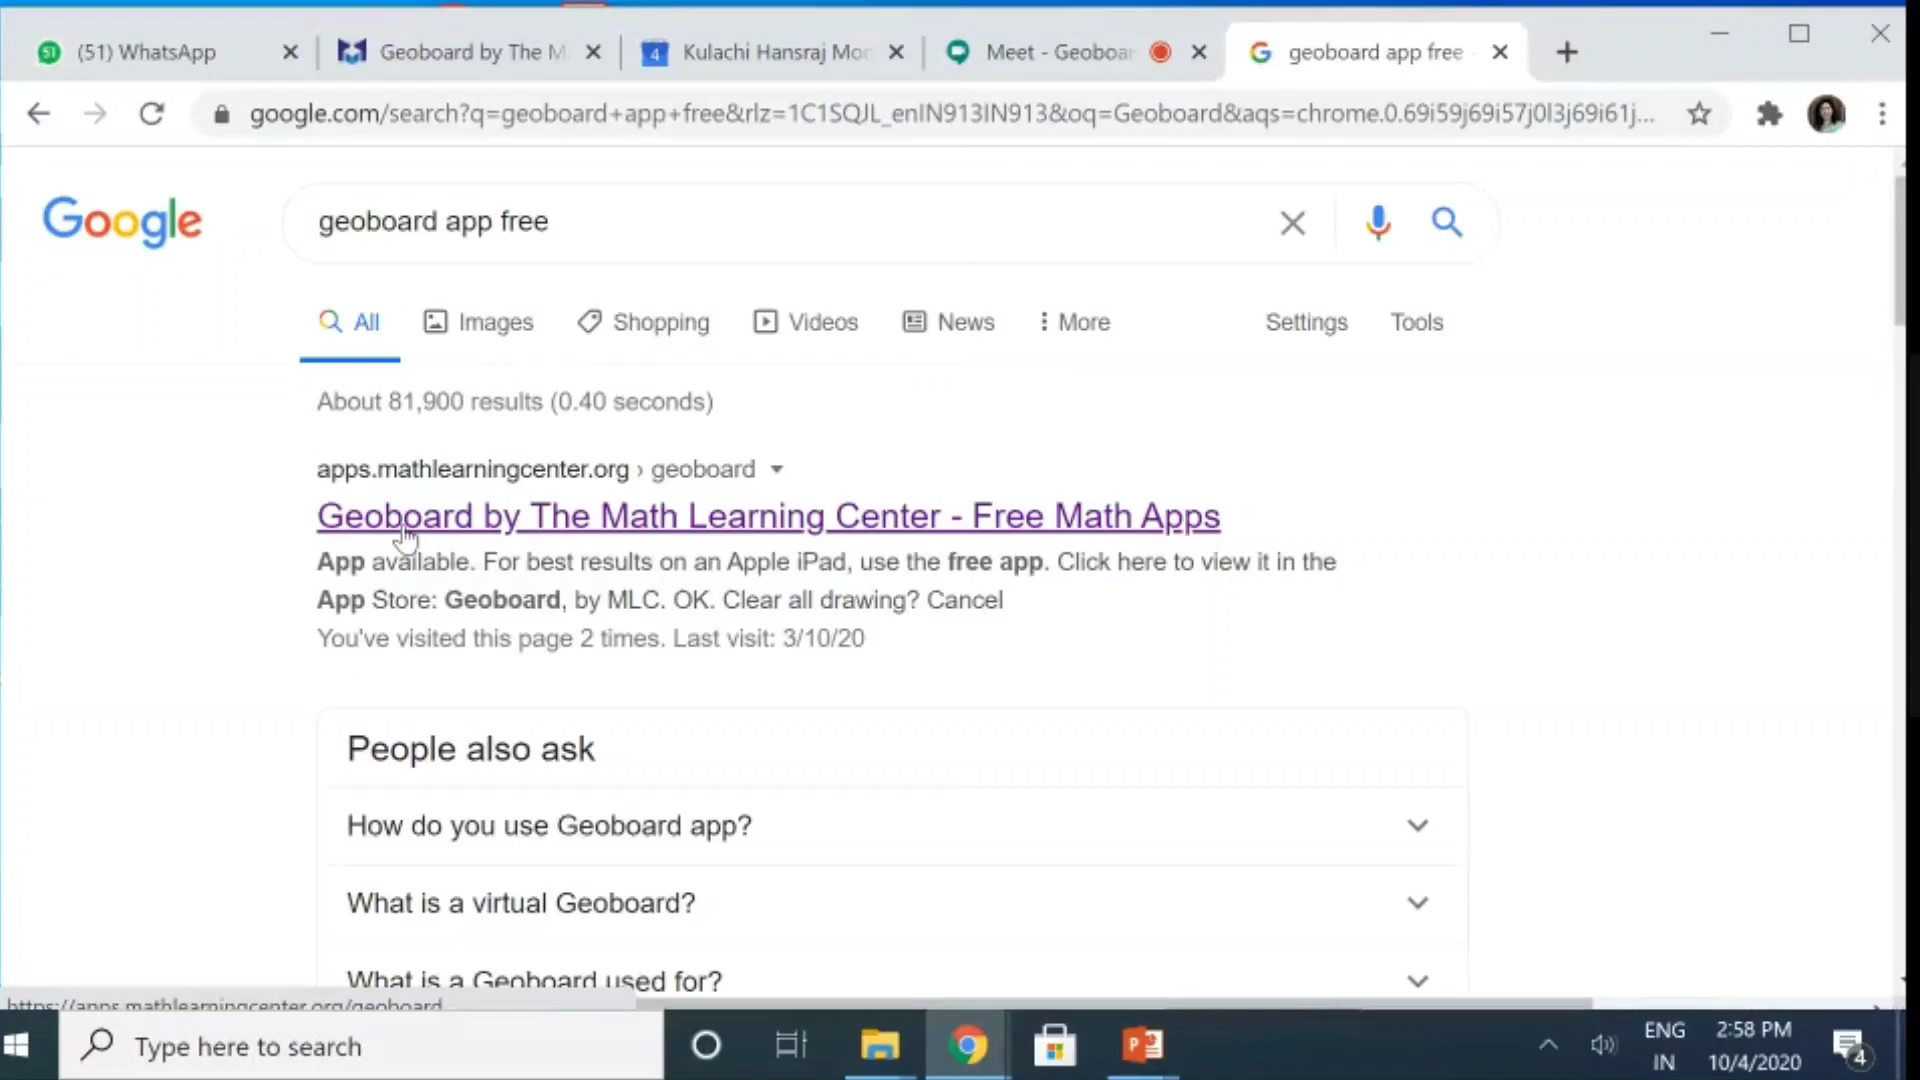 51 (51) WhatsApp
Geoboard by The M
4 Kulachi Hansraj Moc
Meet - Geoboar
geoboard app free
google.com/search?q=geoboard+app+free&rlz=1C1SQJL_enIN913IN913&oq=Geoboard&aqs=chrome.0.69i59j69i57j0l3j69i61j...
Google
geoboard app free
All Images Shopping Videos News More Settings Tools
About 81,900 results (0.40 seconds)
apps.mathlearningcenter.org › geoboard
Geoboard by The Math Learning Center - Free Math Apps
App available. For best results on an Apple iPad, use the free app. Click here to view it in the
App Store: Geoboard, by MLC. OK. Clear all drawing? Cancel
You've visited this page 2 times. Last visit: 3/10/20
People also ask
How do you use Geoboard app?
What is a virtual Geoboard?
What is a Geoboard used for?
https://apps.mathlearningcenter.org/geoboard
Type here to search
P
ENG
IN
2:58 PM
10/4/2020
4